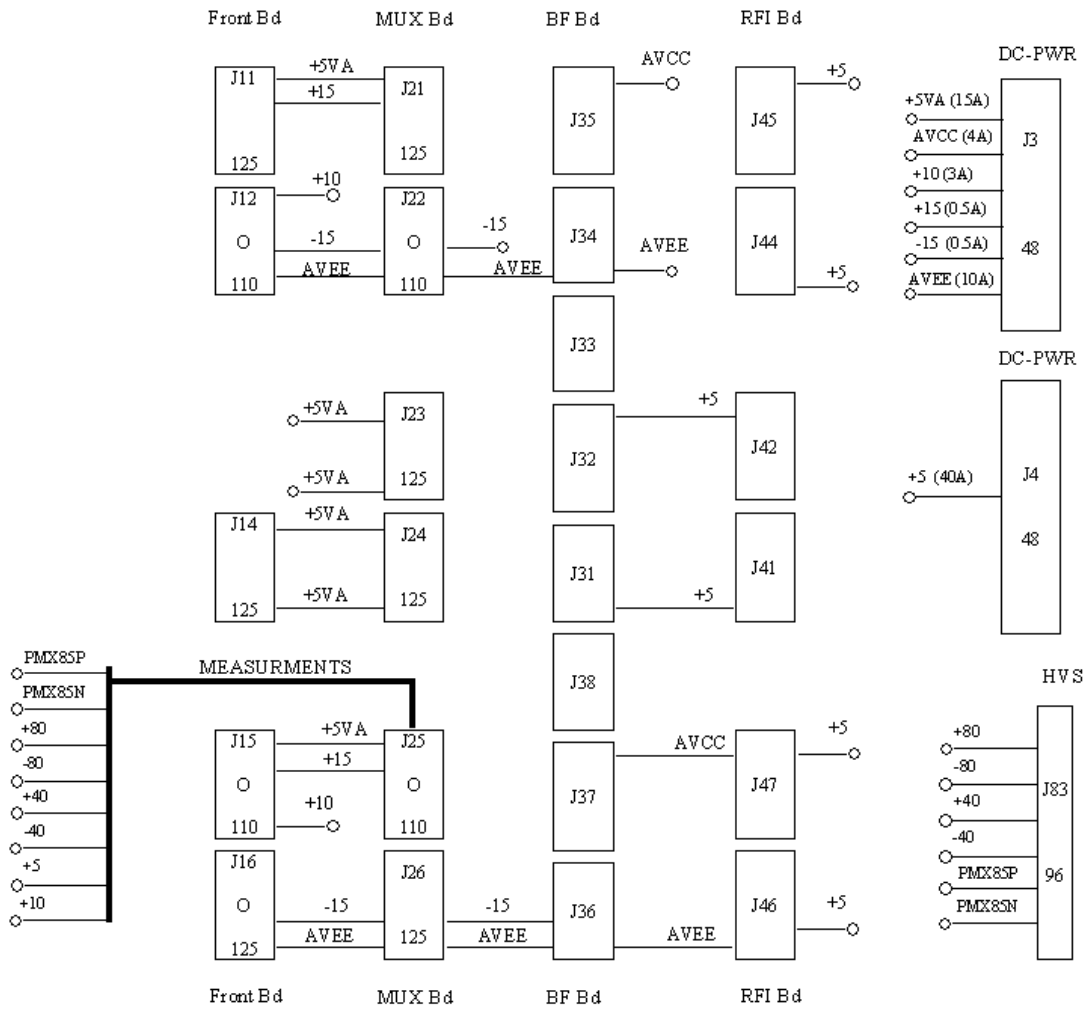 Front Bd MUX Bd BF Bd RFI Bd
DC-PWR
J11 +5VA J21 AVCC J35 +5 J45
+15
125 125
+5VA (15A) J3
AVCC (4A)
+10 (3A)
+15 (0.5A)
-15 (0.5A) 48
AVEE (10A)
J12 +10 J22 J34 J44
O -15 O -15 AVEE
110 AVEE 110 AVEE +5
J33
DC-PWR
+5VA J23 J32 +5 J42
+5VA 125
J4
+5 (40A)
48
J14 +5VA J24 J31 J41
125 +5VA 125 +5
J38
PMX85P
PMX85N
+80
-80
+40
-40
+5
+10
MEASURMENTS
HVS
J15 +5VA J25 AVCC J47 +5
+15
O O J37
110 +10 110
J83
+80
-80
+40
-40
96
PMX85P
PMX85N
J16 J26 J36 J46 +5
O -15 -15
125 AVEE 125 AVEE AVEE
Front Bd MUX Bd BF Bd RFI Bd